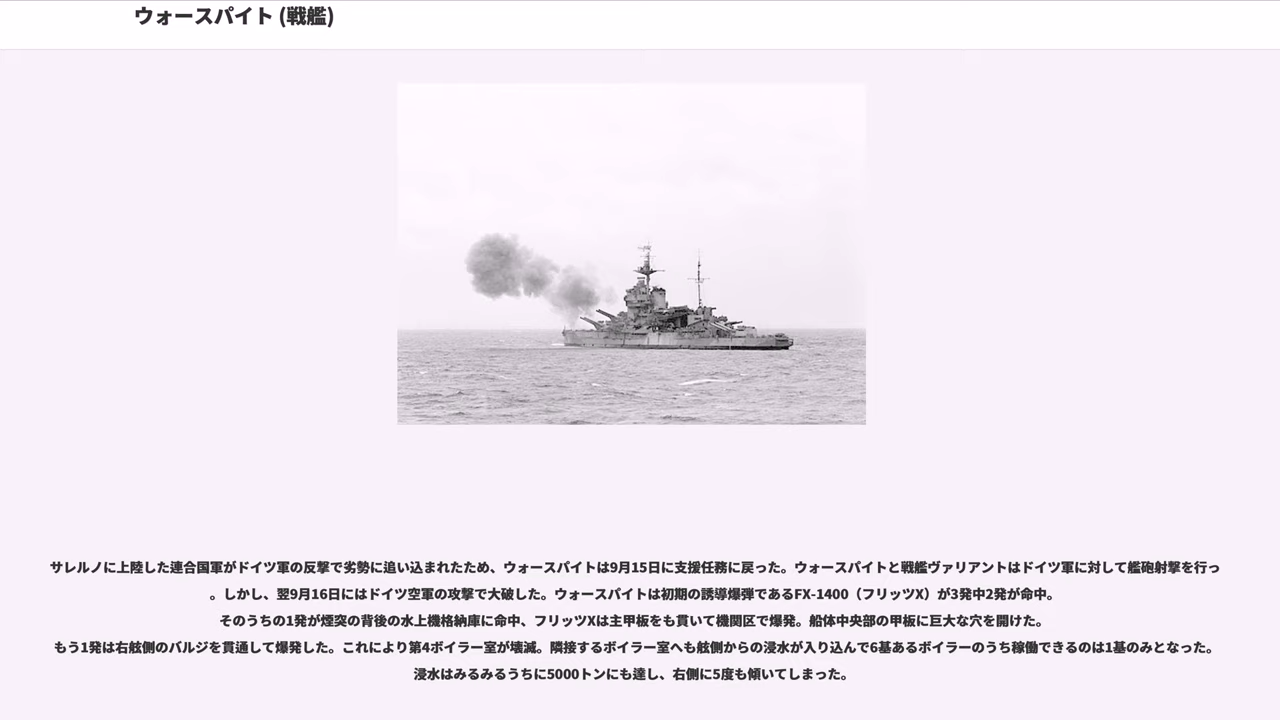 ウォースパイト (戦艦)
サレルノに上陸した連合国軍がドイツ軍の反撃で劣勢に追い込まれたため、ウォースパイトは9月15日に支援任務に戻った。ウォースパイトと戦艦ヴァリアントはドイツ軍に対して艦砲射撃を行っ
。しかし、翌9月16日にはドイツ空軍の攻撃で大破した。ウォースパイトは初期の誘導爆弾であるFX-1400（フリッツX）が3発中2発が命中。
そのうちの1発が煙突の背後の水上機格納庫に命中、フリッツXは主甲板をも貫いて機関区で爆発。船体中央部の甲板に巨大な穴を開けた。
もう1発は右舷側のバルジを貫通して爆発した。これにより第4ボイラー室が壊滅。隣接するボイラー室へも舷側からの浸水が入り込んで6基あるボイラーのうち稼働できるのは1基のみとなった。
浸水はみるみるうちに5000トンにも達し、右側に5度も傾いてしまった。